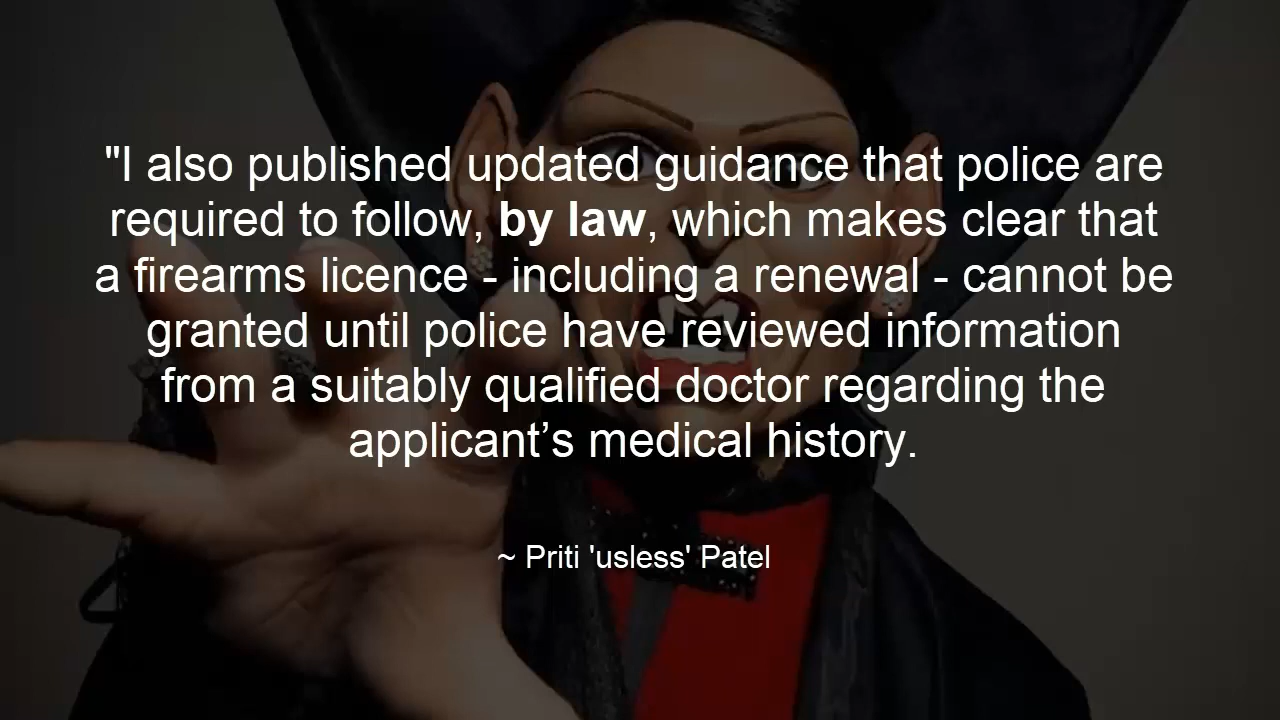 "I also published updated guidance that police are
required to follow, by law, which makes clear that
a firearms licence - including a renewal - cannot be
granted until police have reviewed information
from a suitably qualified doctor regarding the
applicant’s medical history.
~ Priti 'usless' Patel